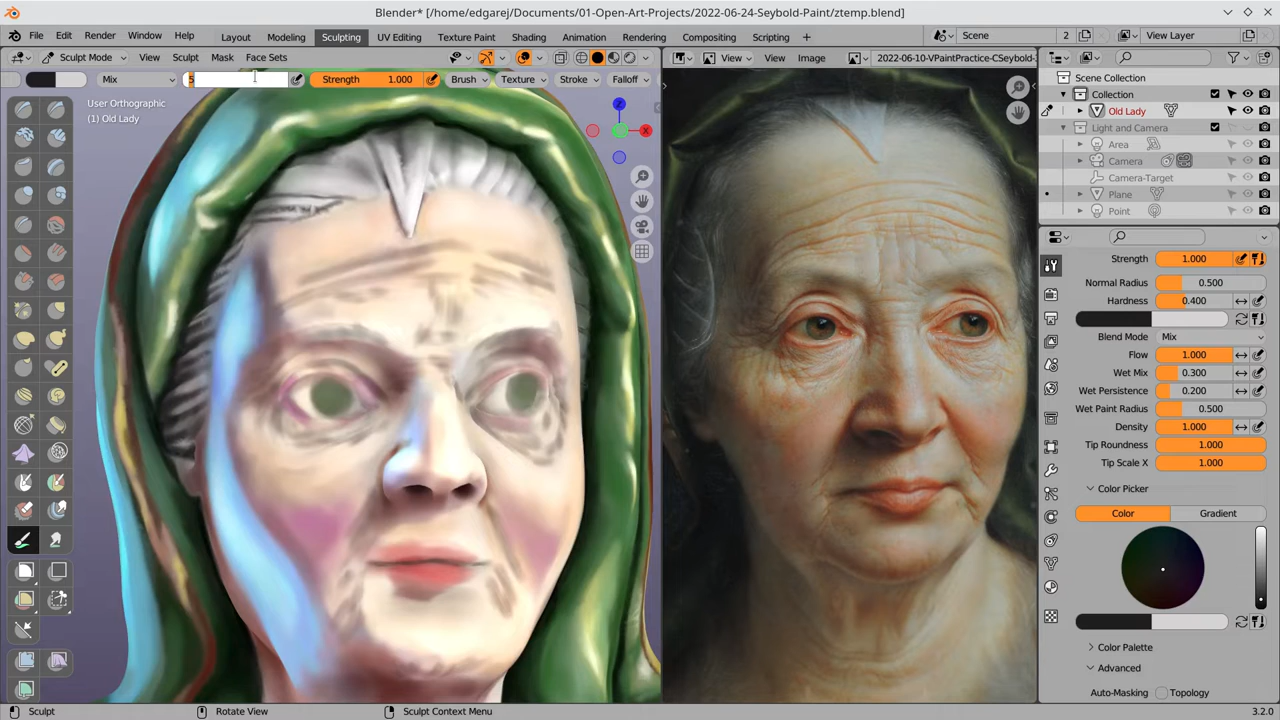 Blender* [/home/edgarej/Documents/01-Open-Art-Projects/2022-06-24-Seybold-Paint/ztemp.blend]
File Edit Render Window Help Layout Modeling Sculpting UV Editing Texture Paint Shading Animation Rendering Compositing Scripting Scene 2 View Layer
Sculpt Mode View Sculpt Mask Face Sets View View Image 2022-06-10-VPaintPractice-CSeybold-
Mix 5 Strength 1.000 Brush Texture Stroke Falloff
User Orthographic
(1) Old Lady
Scene Collection
Collection
Old Lady
Light and Camera
Area
Camera
Camera-Target
Plane
Point
Strength 1.000
Normal Radius 0.500
Hardness 0.400
Blend Mode Mix
Flow 1.000
Wet Mix 0.300
Wet Persistence 0.200
Wet Paint Radius 0.500
Density 1.000
Tip Roundness 1.000
Tip Scale X 1.000
Color Picker
Color Gradient
Color Palette
Advanced
Auto-Masking Topology
Sculpt Rotate View Sculpt Context Menu 3.2.0